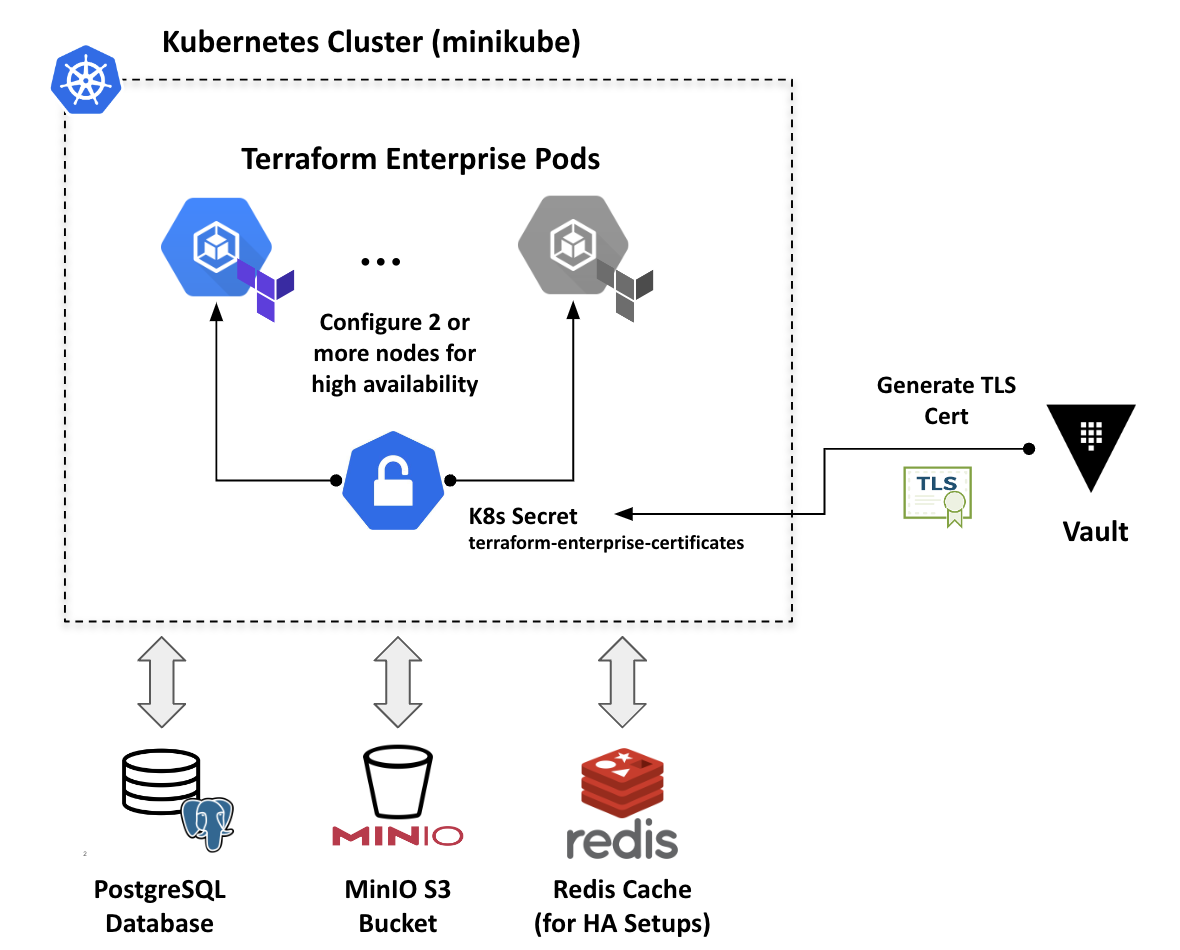 Kubernetes Cluster (minikube)
Terraform Enterprise Pods
...
Configure 2 or
more nodes for
high availability
Generate TLS
Cert
TLS
Vault
K8s Secret
terraform-enterprise-certificates
MINIO
redis
2
PostgreSQL
Database
MinIO S3
Bucket
Redis Cache
(for HA Setups)